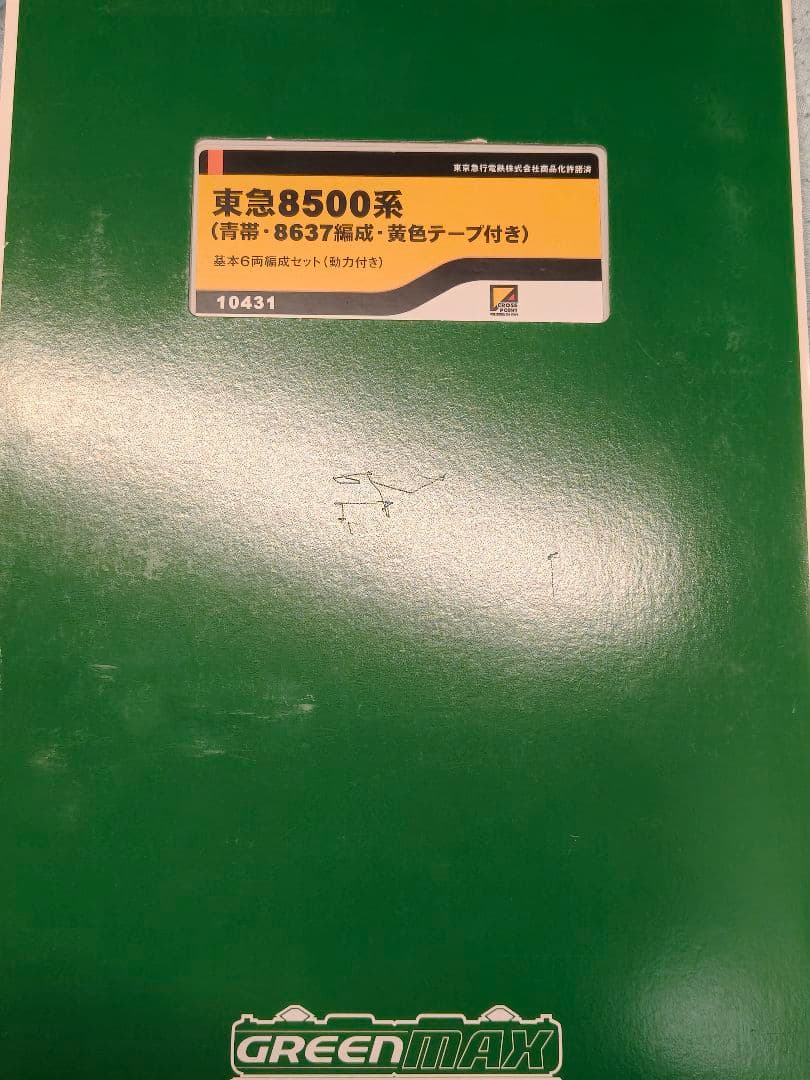 東京急行電鉄株式会社商品化許諾済
東急8500系
(青帯・8637編成・黄色テープ付き)
基本6両編成セット(動力付き)
10431
CROSS
POINT
GREENMAX